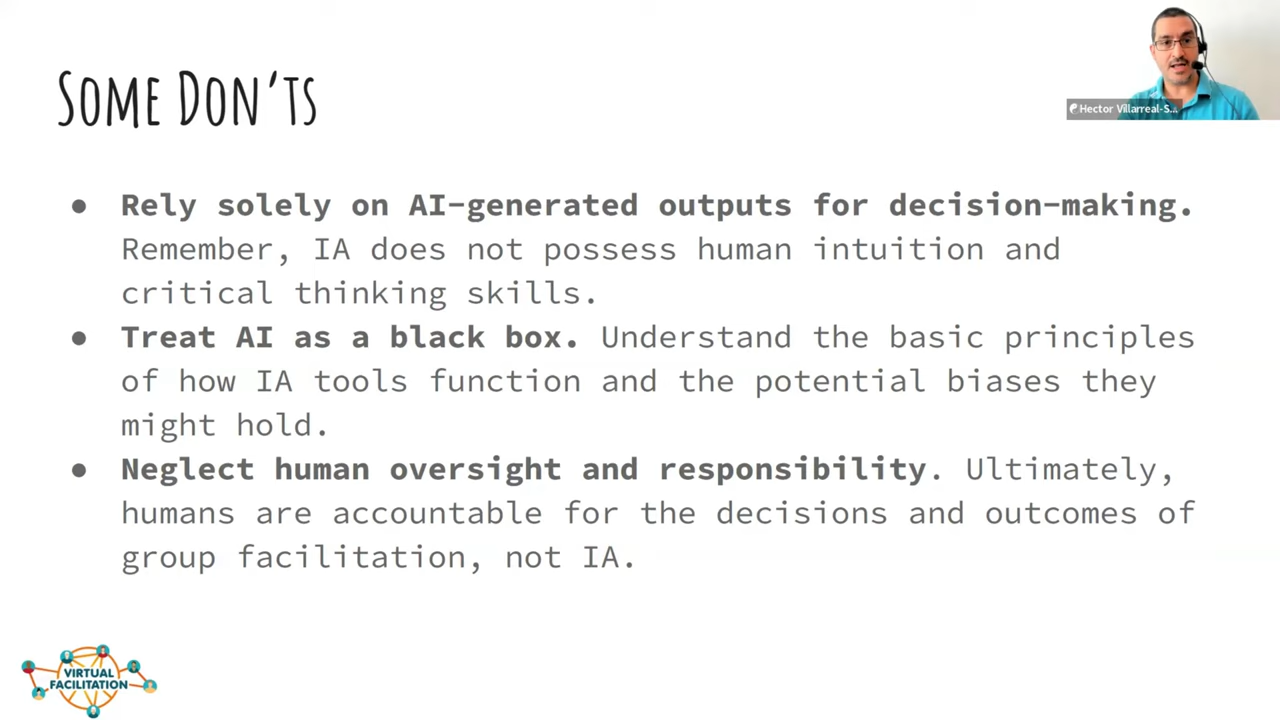 Some Don'ts
Hector Villarreal-S...
● Rely solely on AI-generated outputs for decision-making.
Remember, IA does not possess human intuition and
critical thinking skills.
● Treat AI as a black box. Understand the basic principles
of how IA tools function and the potential biases they
might hold.
● Neglect human oversight and responsibility. Ultimately,
humans are accountable for the decisions and outcomes of
group facilitation, not IA.
VIRTUAL
FACILITATION